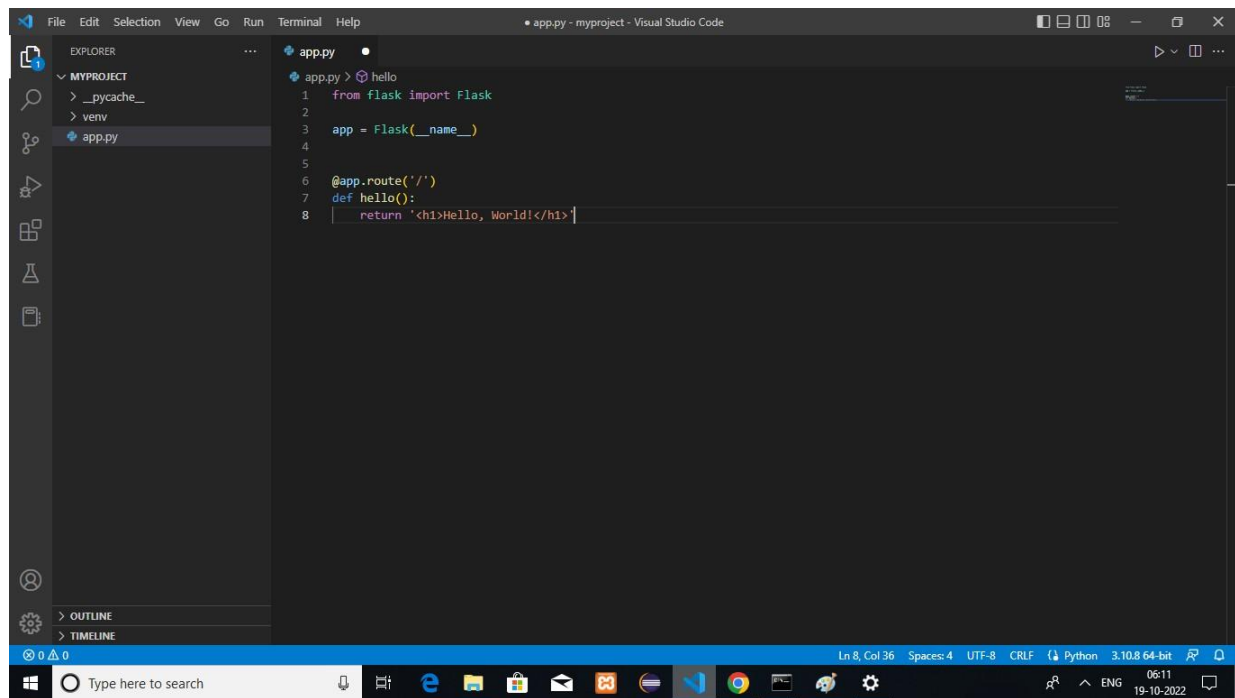 File Edit Selection View Go Run Terminal Help ● app.py - myproject - Visual Studio Code
EXPLORER ... app.py ●
1
MYPROJECT
app.py > hello
> __pycache__
> venv
app.py
1 from flask import Flask
2
3 app = Flask(__name__)
4
5
6 @app.route('/')
7 def hello():
8 return '<h1>Hello, World!</h1>'
> OUTLINE
> TIMELINE
0 0 Ln 8, Col 36 Spaces: 4 UTF-8 CRLF Python 3.10.8 64-bit
Type here to search ENG 06:11
19-10-2022